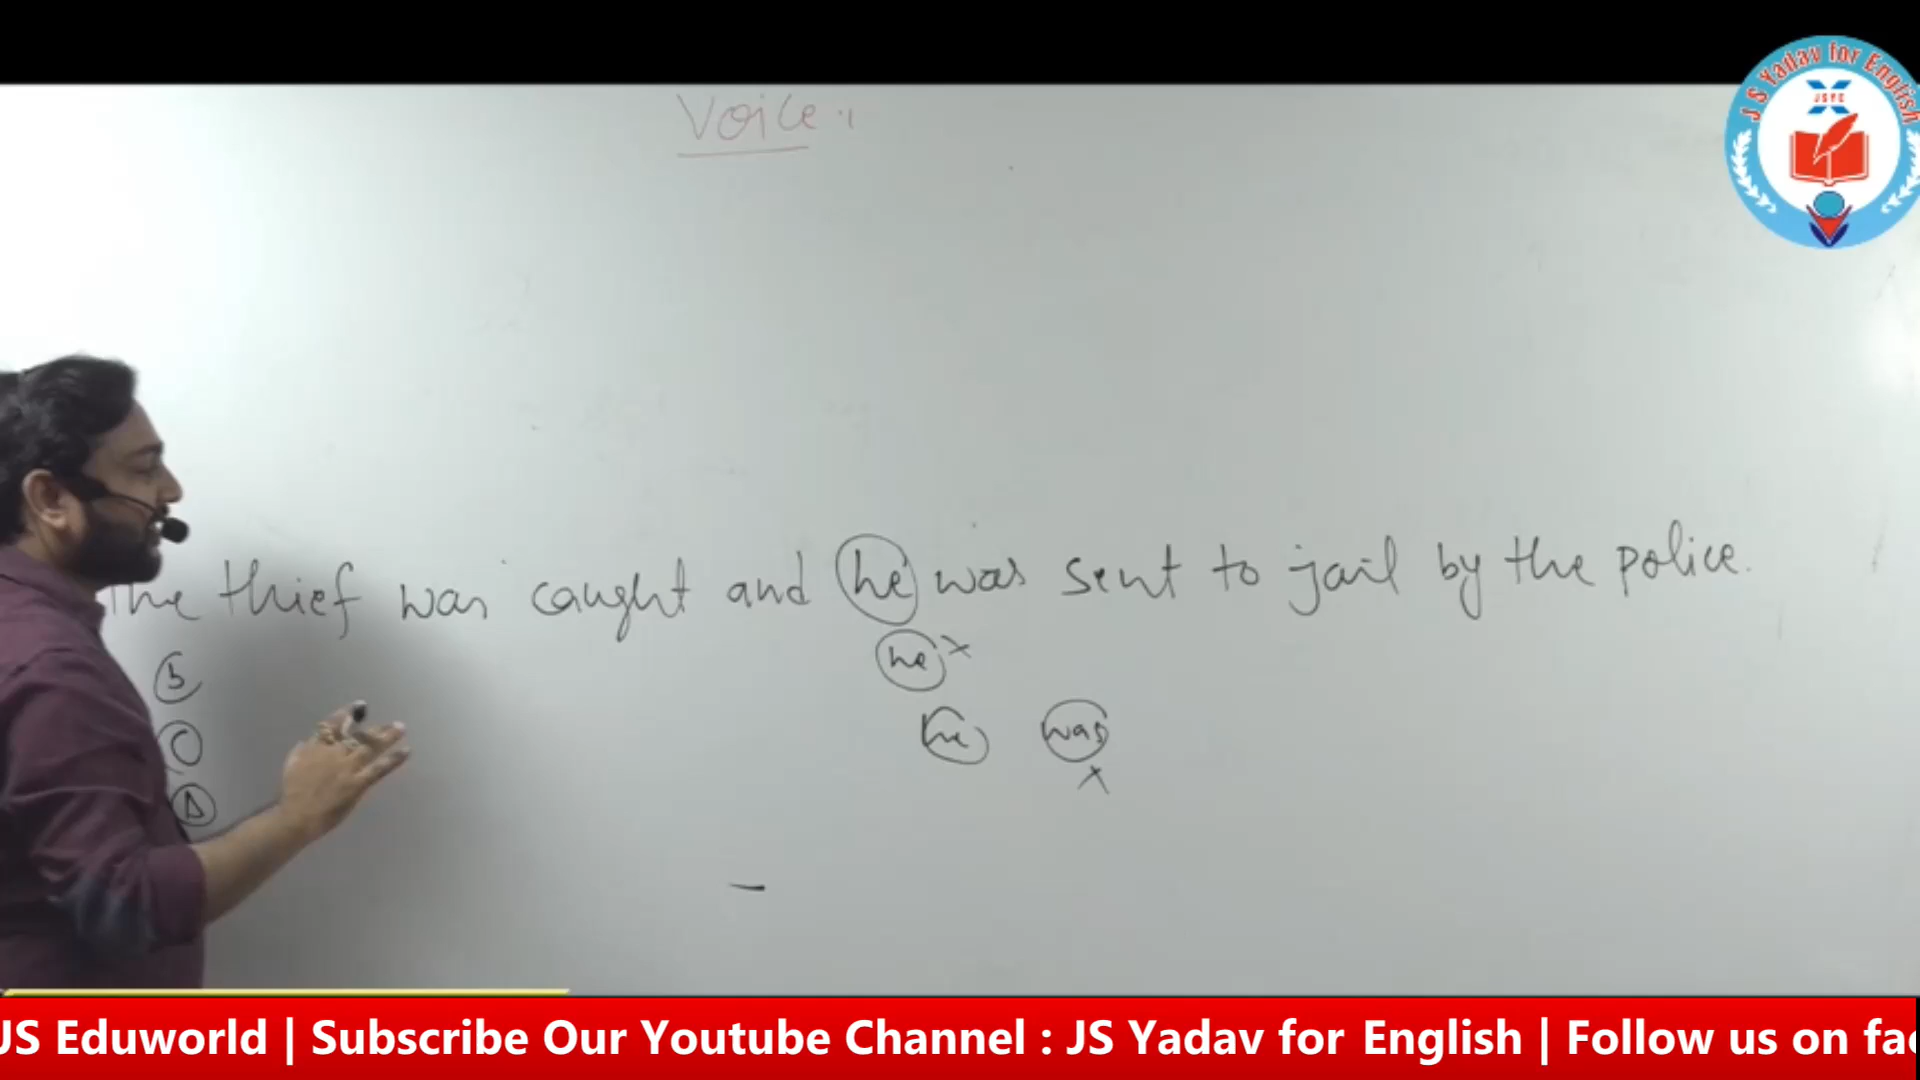 Voice :
J S Yadav for English
JSYE
The thief was caught and he was sent to jail by the police.
b he x
C he was
D x
JS Eduworld | Subscribe Our Youtube Channel : JS Yadav for English | Follow us on fac